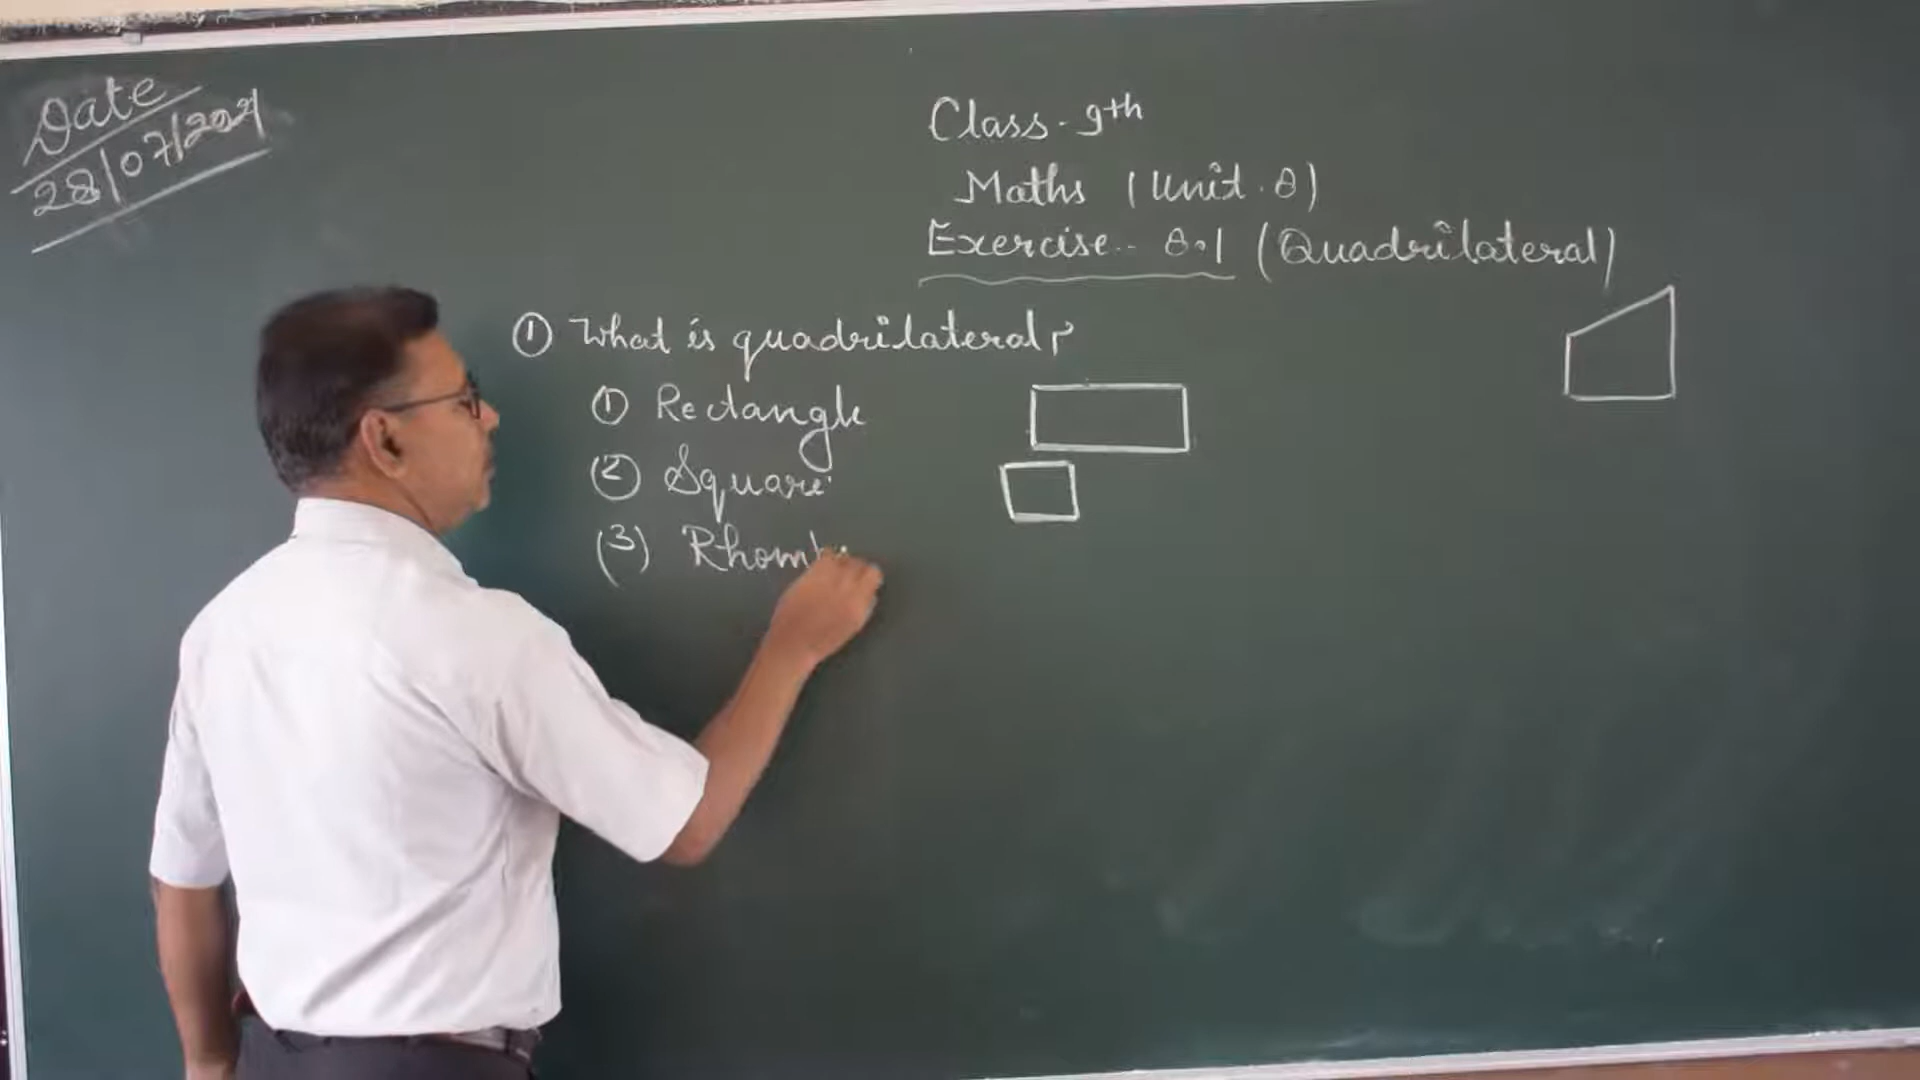 Date
28/07/2021
Class - 9th
Maths (Unit. 8)
Exercise - 8.1 (Quadrilateral)
① What is quadrilateral?
① Rectangle
(2) Square
(3) Rhomb